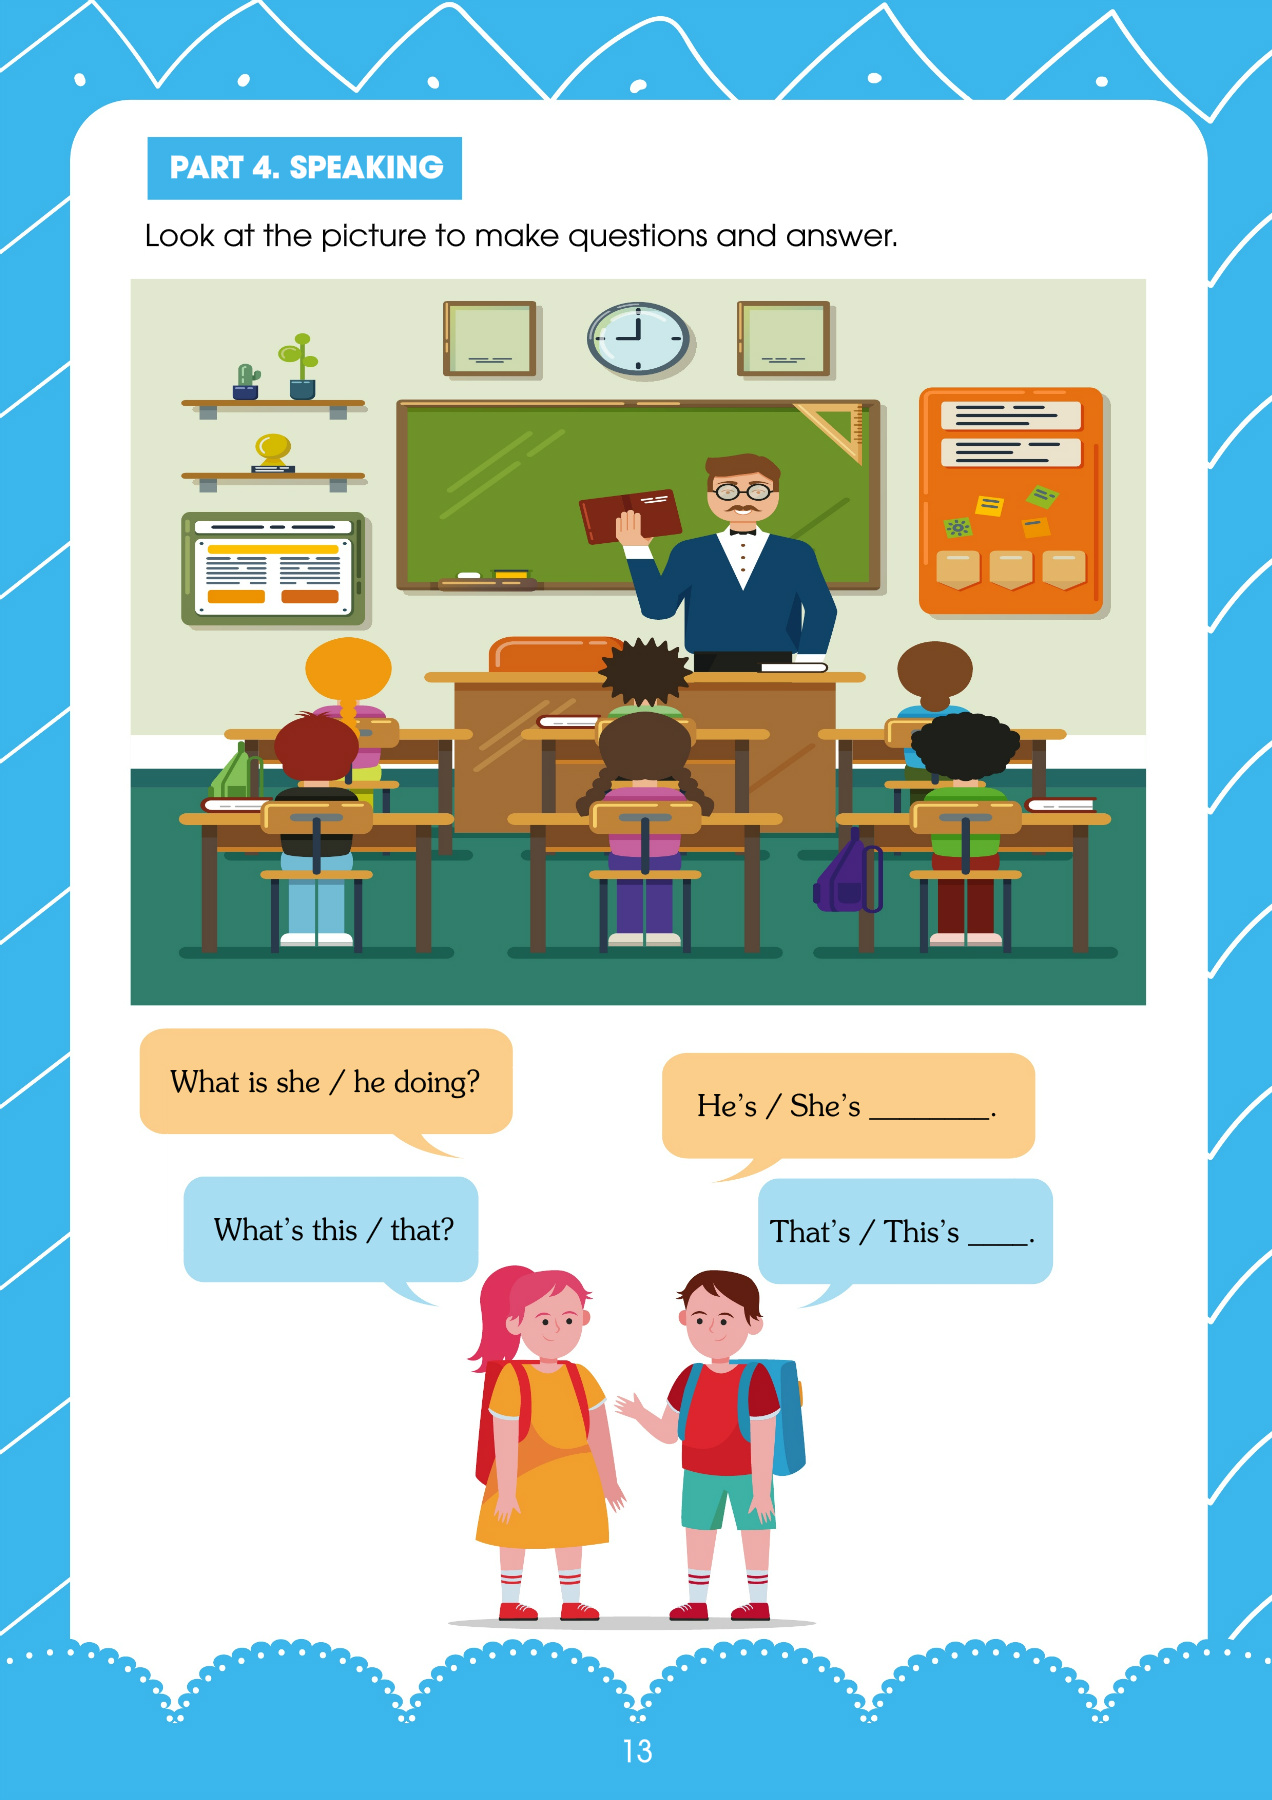 PART 4. SPEAKING
Look at the picture to make questions and answer.
What is she / he doing?
He’s / She’s ________.
What’s this / that?
That’s / This’s ____.
13